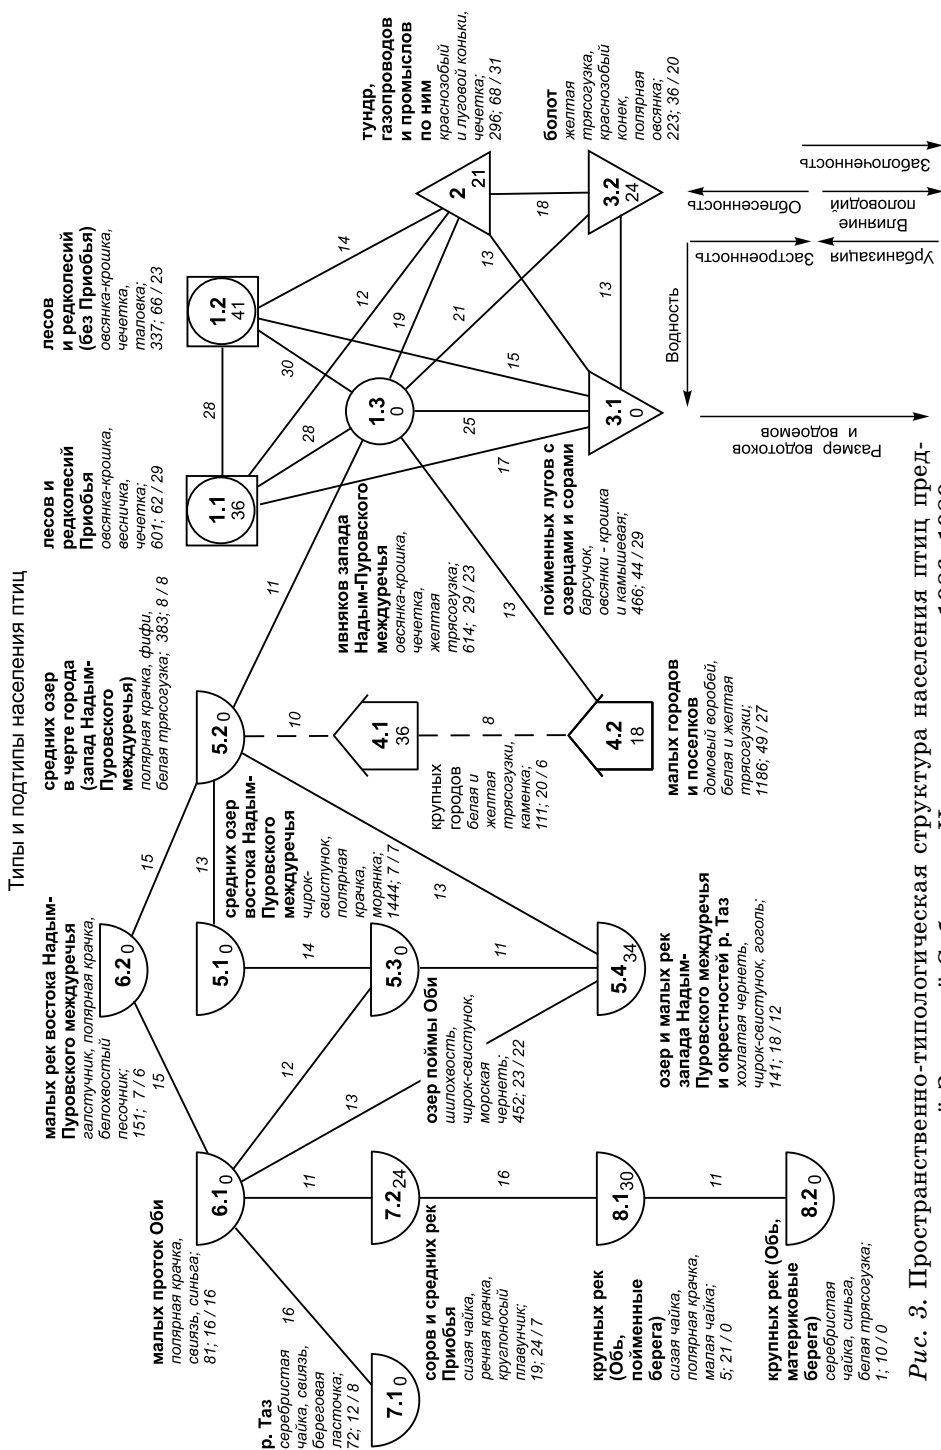 Типы и подтипы населения птиц
малых проток Оби
полярная крачка,
связь, синьга;
81; 16 / 16
6.1
0
малых рек востока Надым-
Пуровского междуречья
галстучник, полярная крачка,
белохвостый
песочник;
151; 7 / 6
6.2
0
средних озер
в черте города
(запад Надым-
Пуровского
междуречья)
полярная крачка, фифи,
белая трясогузка; 383; 8 / 8
5.2
0
лесов и
редколесий
Приобья
овсянка-крошка,
весничка,
чечетка;
601; 62 / 29
1.1
36
лесов
и редколесий
(без Приобья)
овсянка-крошка,
чечетка,
таловка;
337; 66 / 23
1.2
41
тундр,
газопроводов
и промыслов
по ним
краснозобый
и луговой коньки,
чечетка;
296; 68 / 31
2
21
р. Таз
серебристая
чайка, свиязь,
береговая
ласточка;
72; 12 / 8
7.1
0
средних озер
востока Надым-
Пуровского
междуречья
чирок-
свистунок,
полярная
крачка,
морянка;
1444; 7 / 7
5.1
0
ивняков запада
Надым-Пуровского
междуречья
овсянка-крошка,
чечетка,
желтая
трясогузка;
614; 29 / 23
1.3
0
болот
желтая
трясогузка,
краснозобый
конек,
полярная
овсянка;
223; 36 / 20
3.2
24
соров и средних рек
Приобья
сизая чайка,
речная крачка,
круглоносый
плавунчик;
19; 24 / 7
7.2
24
озер поймы Оби
шилохвость,
чирок-свистунок,
морская
чернеть;
452; 23 / 22
5.3
0
крупных
городов
белая и
желтая
трясогузки,
каменка;
111; 20 / 6
4.1
36
пойменных лугов с
озерцами и сорами
барсучок,
овсянки - крошка
и камышевая;
466; 44 / 29
3.1
0
крупных рек
(Обь,
пойменные
берега)
сизая чайка,
полярная крачка,
малая чайка;
5; 21 / 0
8.1
30
озер и малых рек
запада Надым-
Пуровского междуречья
и окрестностей р. Таз
хохлатая чернеть,
чирок-свистунок, гоголь;
141; 18 / 12
5.4
34
малых городов
и поселков
домовый воробей,
белая и желтая
трясогузки;
1186; 49 / 27
4.2
18
крупных рек (Обь,
материковые
берега)
серебристая
чайка, синьга,
белая трясогузка;
1; 10 / 0
8.2
0
15
15
13
11
28
14
16
11
12
13
14
11
13
10
8
13
28
30
12
19
15
17
25
21
13
18
13
16
11
Водность
Размер водотоков
и водоемов
Застроенность
Урбанизация
Облесенность
Влияние
половодий
Заболоченность
Рис. 3. Пространственно-типологическая структура населения птиц пред-